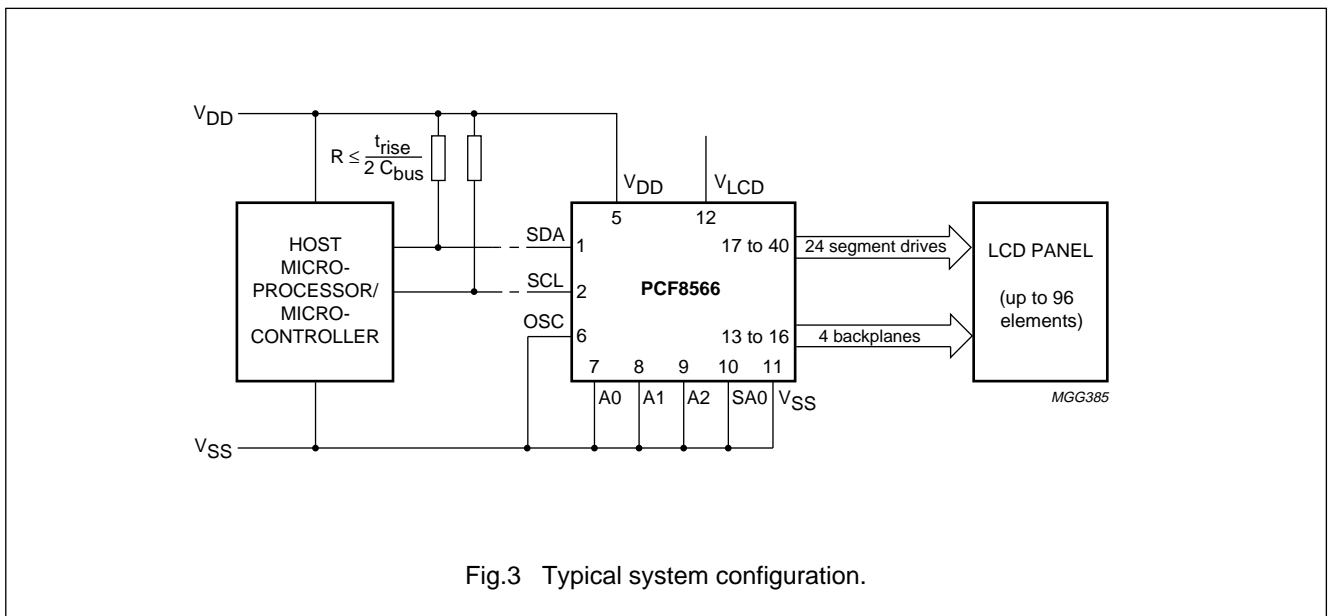 VDD
R ≤ trise
2 Cbus
VDD
VLCD
5
12
HOST
MICRO-
PROCESSOR/
MICRO-
CONTROLLER
SDA
1
SCL
2
OSC
6
PCF8566
17 to 40
24 segment drives
13 to 16
4 backplanes
LCD PANEL
(up to 96
elements)
7 8 9 10 11
A0 A1 A2 SA0 VSS
MGG385
VSS
Fig.3 Typical system configuration.